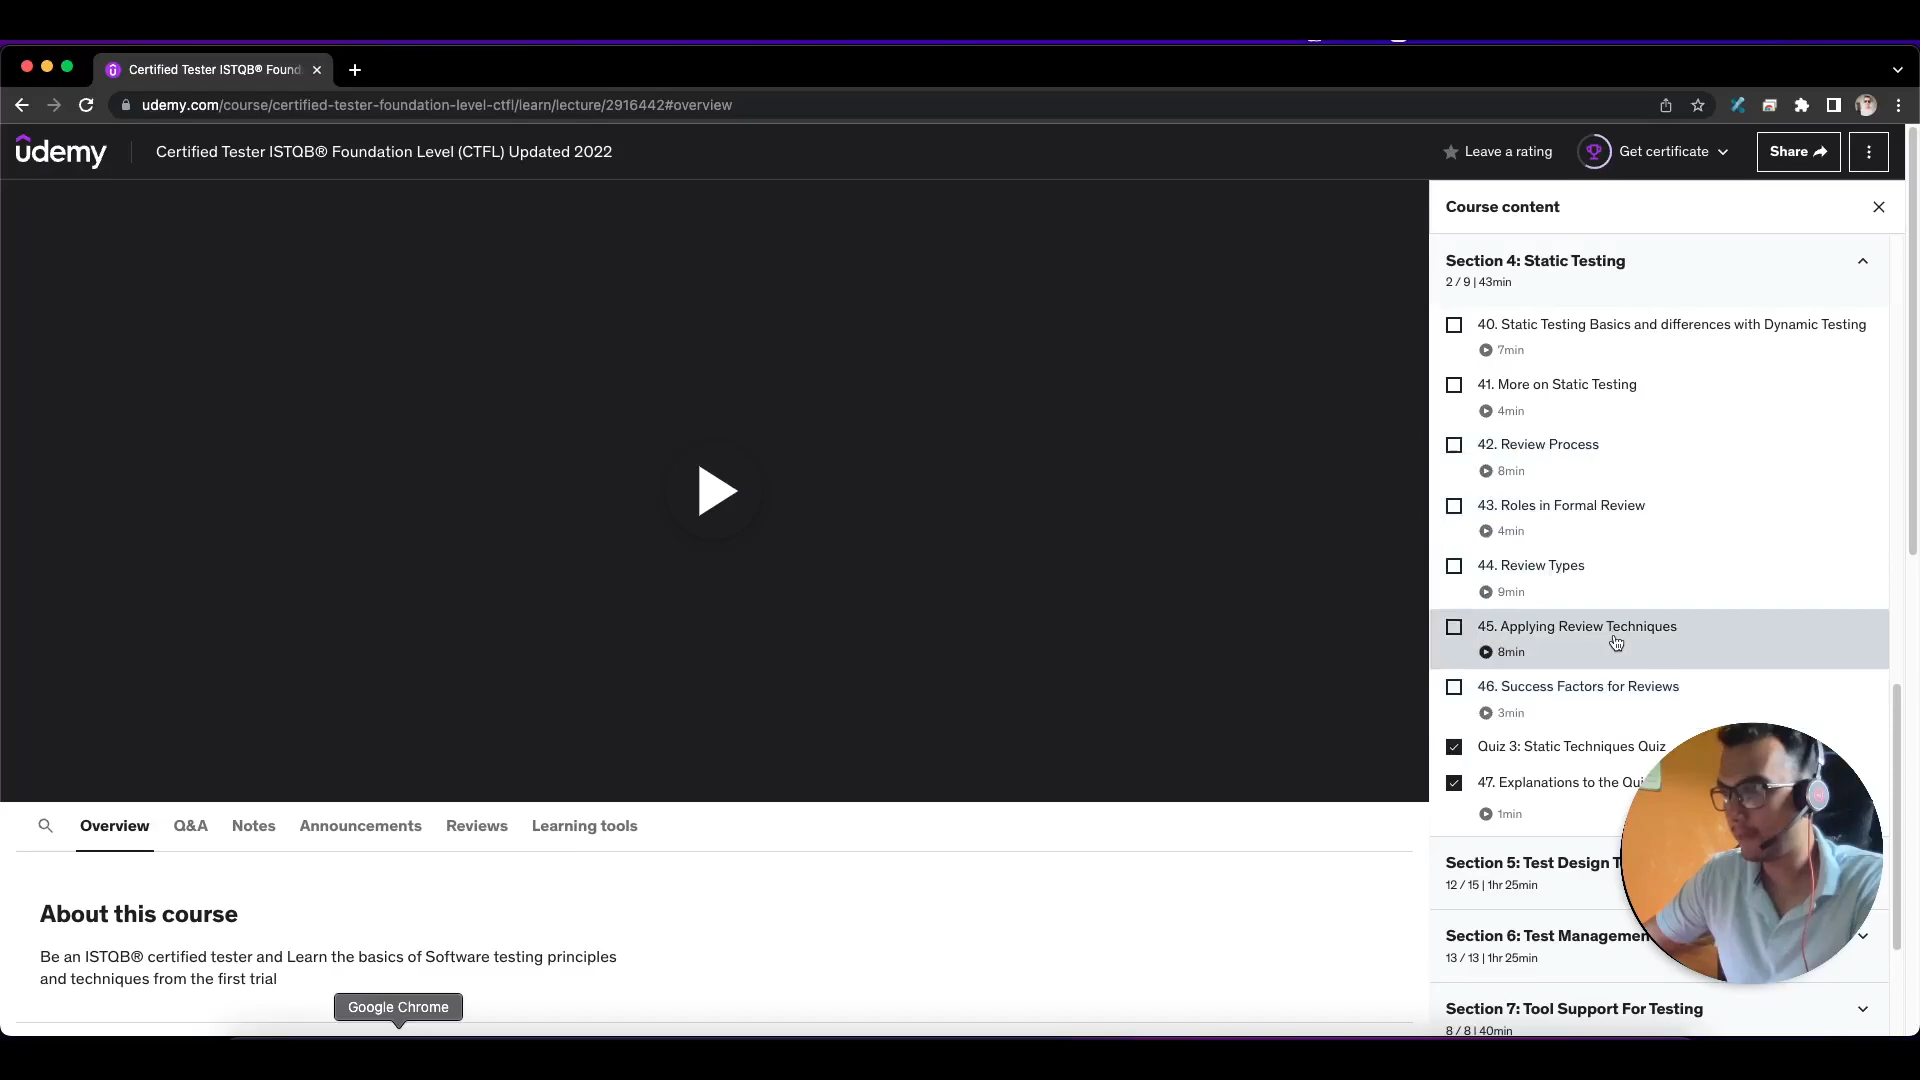 Certified Tester ISTQB® Found
udemy.com/course/certified-tester-foundation-level-ctfl/learn/lecture/2916442#overview
udemy
Certified Tester ISTQB® Foundation Level (CTFL) Updated 2022
Leave a rating
Get certificate
Share
Course content
Section 4: Static Testing
2 / 9 | 43min
40. Static Testing Basics and differences with Dynamic Testing
7min
41. More on Static Testing
4min
42. Review Process
8min
43. Roles in Formal Review
4min
44. Review Types
9min
45. Applying Review Techniques
8min
46. Success Factors for Reviews
3min
Quiz 3: Static Techniques Quiz
47. Explanations to the Qui
1min
Section 5: Test Design T
12 / 15 | 1hr 25min
Section 6: Test Managemen
13 / 13 | 1hr 25min
Section 7: Tool Support For Testing
8 / 8 | 40min
Overview
Q&A
Notes
Announcements
Reviews
Learning tools
About this course
Be an ISTQB® certified tester and Learn the basics of Software testing principles
and techniques from the first trial
Google Chrome